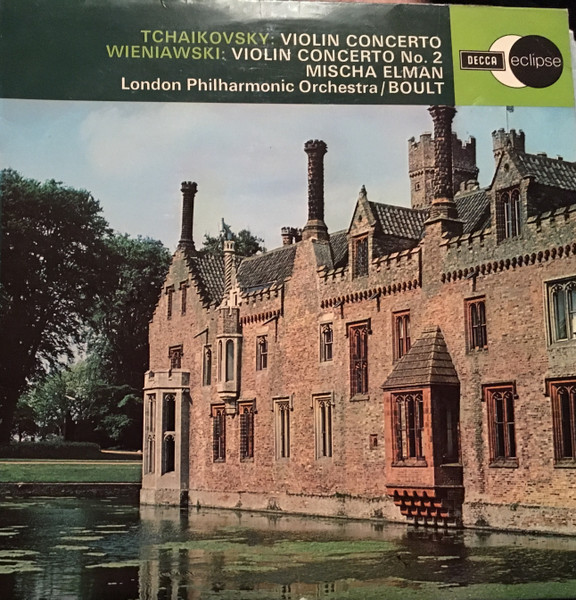 TCHAIKOVSKY: VIOLIN CONCERTO
WIENIAWSKI: VIOLIN CONCERTO No. 2
MISCHA ELMAN
London Philharmonic Orchestra/BOULT
DECCA eclipse